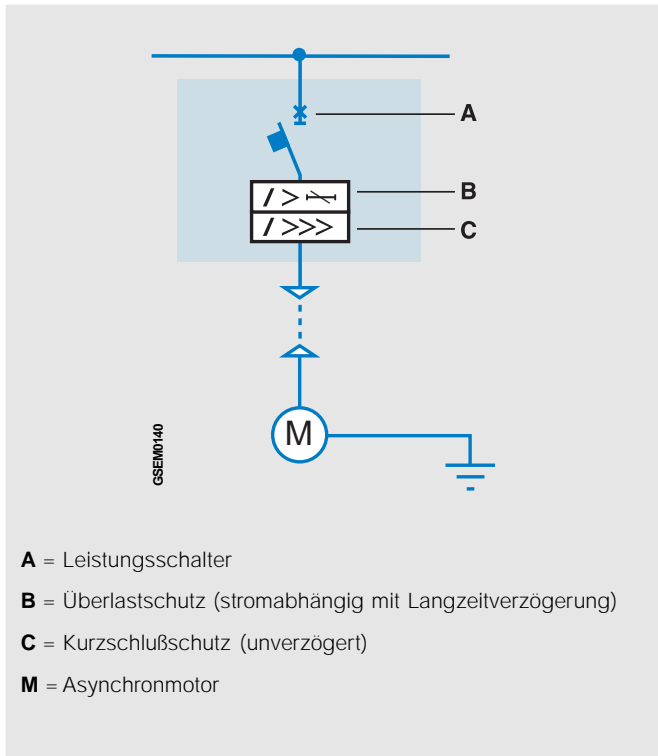 A
I > B
I >>> C
M
GSEM0140
A = Leistungsschalter
B = Überlastschutz (stromabhängig mit Langzeitverzögerung)
C = Kurzschlußschutz (unverzögert)
M = Asynchronmotor